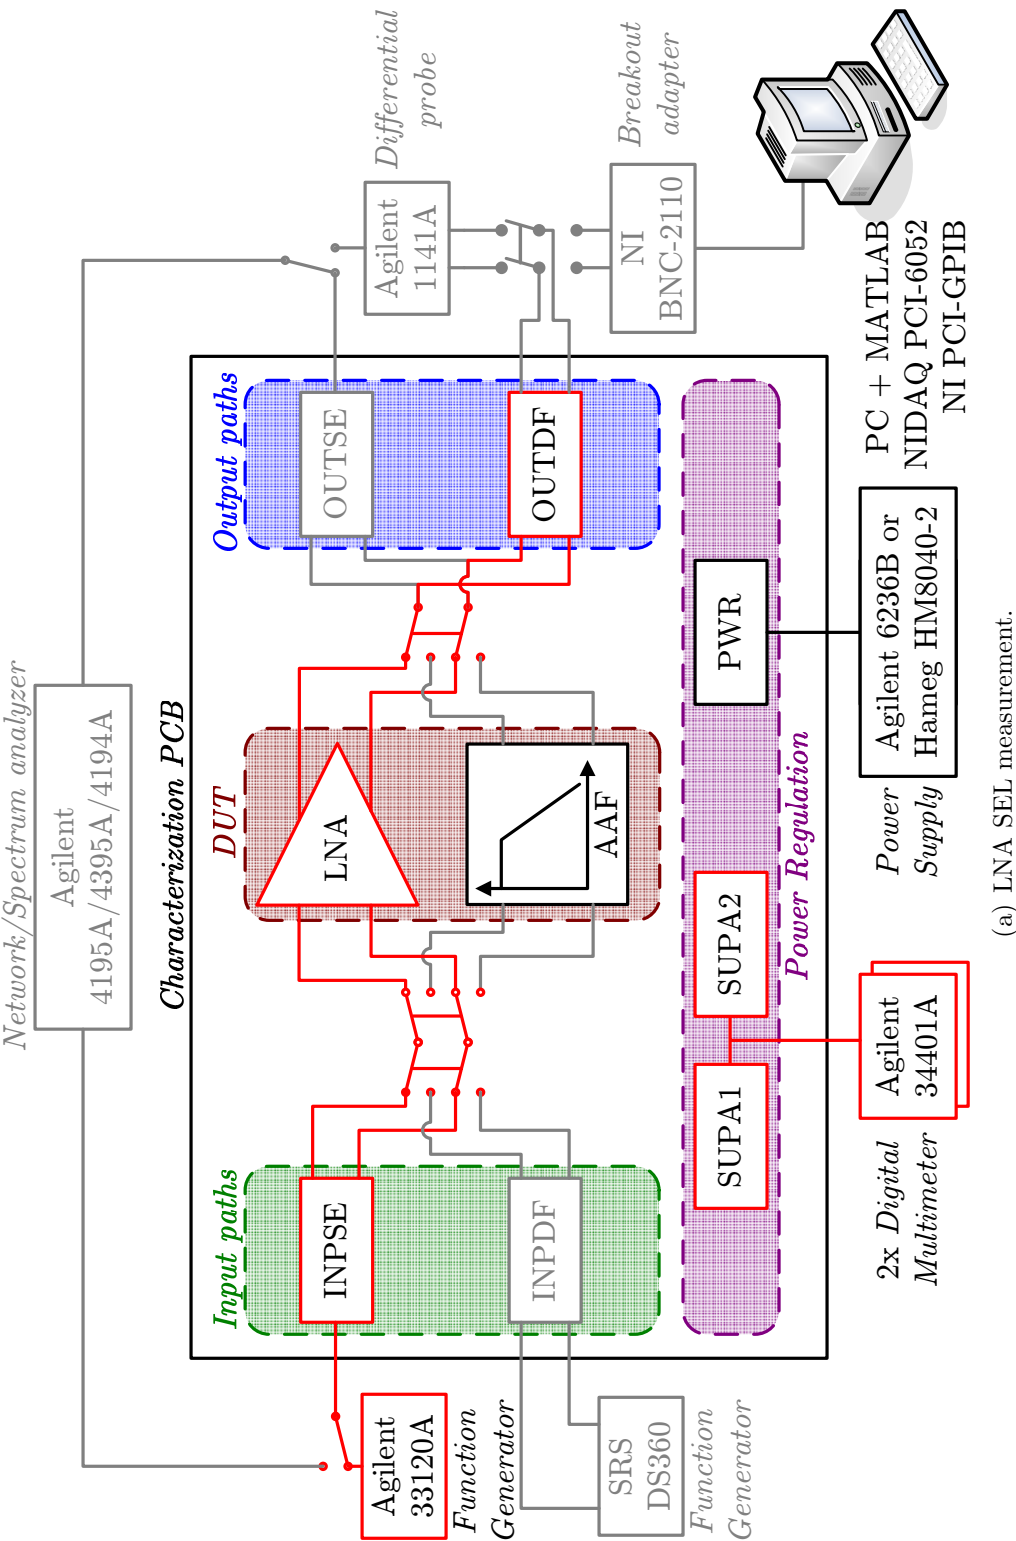 Network/Spectrum analyzer
Agilent
4195A/4395A/4194A
Characterization PCB
Input paths
DUT
Output paths
INPSE
LNA
OUTSE
INPDF
AAF
OUTDF
Agilent
33120A
Function
Generator
SRS
DS360
Function
Generator
Agilent
1141A
Differential
probe
NI
BNC-2110
Breakout
adapter
SUPA1
SUPA2
PWR
Power Regulation
2x Digital
Multimeter
Agilent
34401A
Power
Supply
Agilent 6236B or
Hameg HM8040-2
PC + MATLAB
NIDAQ PCI-6052
NI PCI-GPIB
(a) LNA SEL measurement.